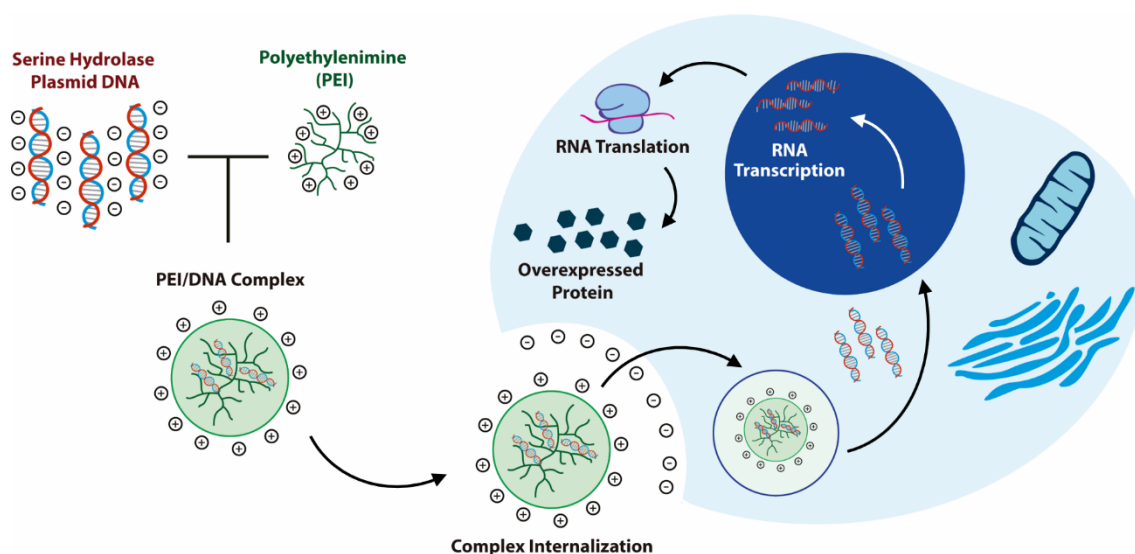 Serine Hydrolase
Plasmid DNA
Polyethylenimine
(PEI)
PEI/DNA Complex
Complex Internalization
RNA Translation
Overexpressed
Protein
RNA
Transcription